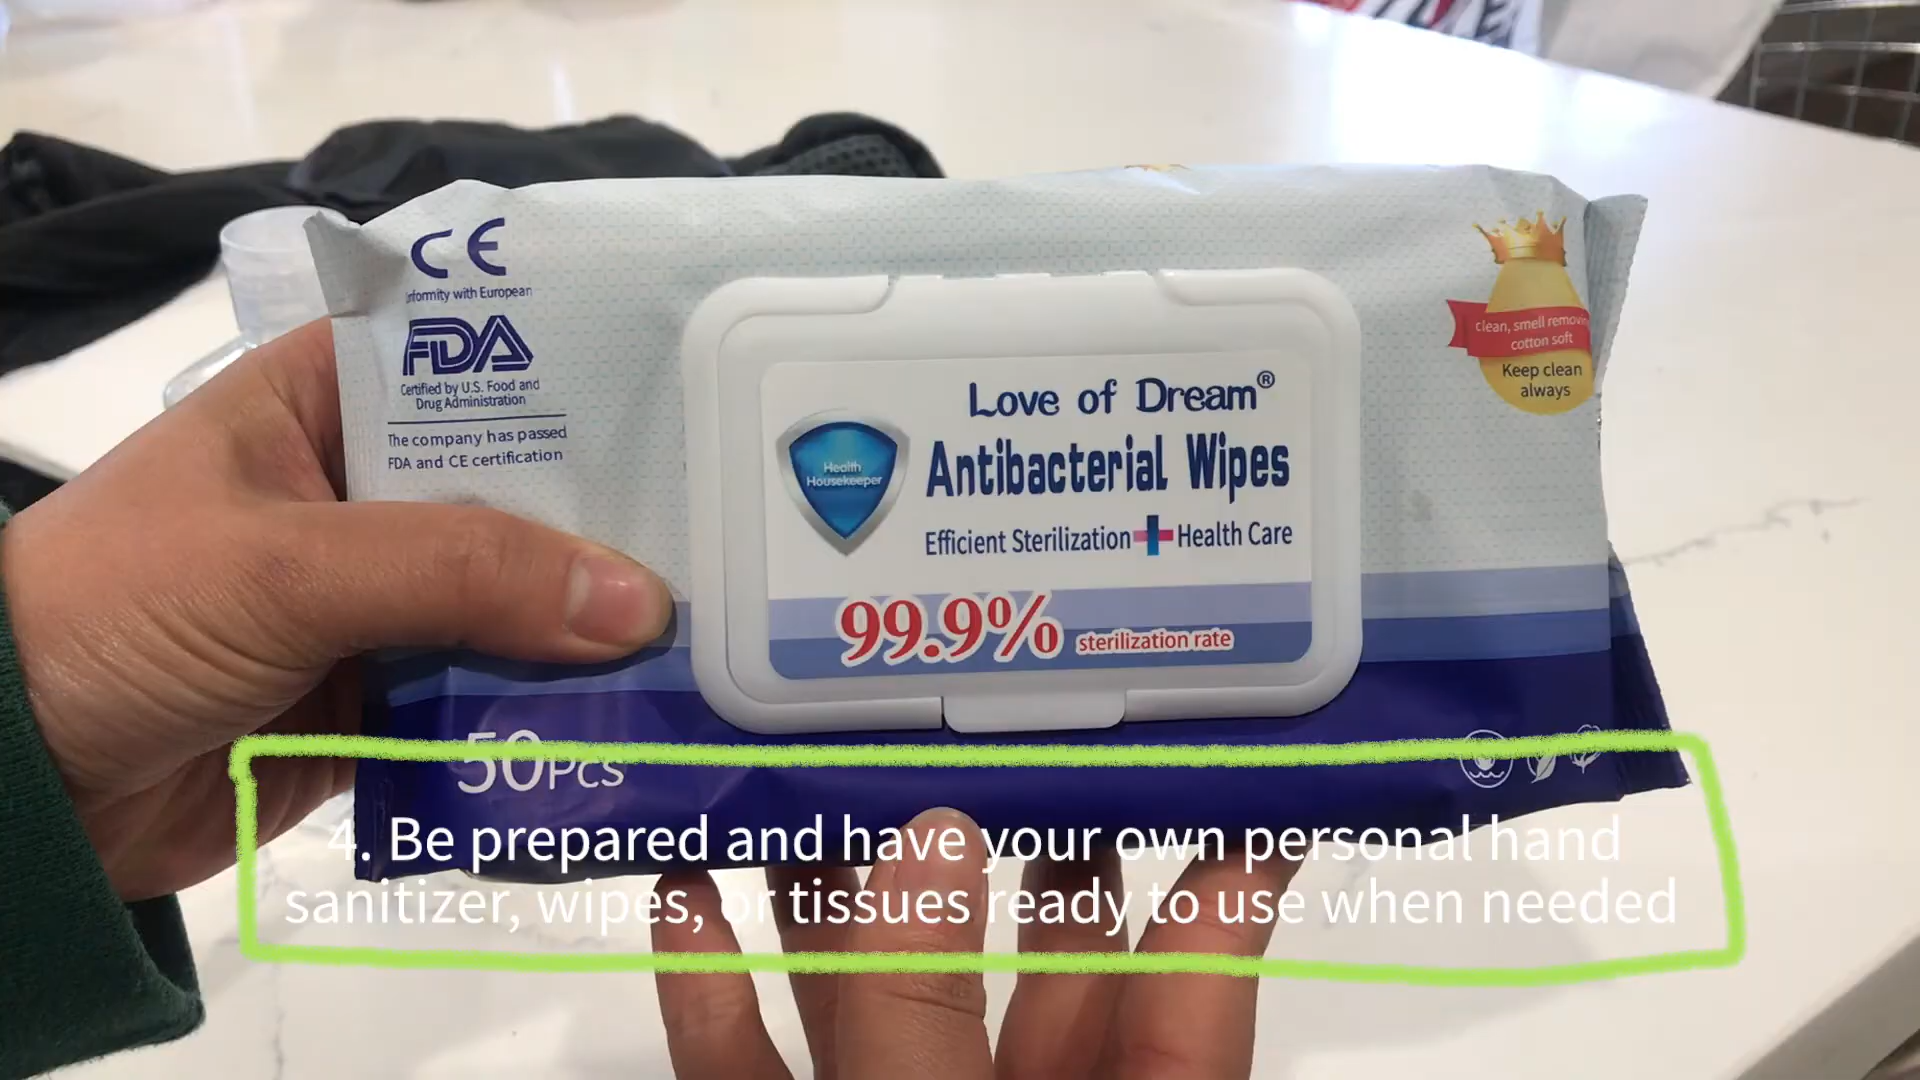 CE
nformity with European
FDA
Certified by U.S. Food and
Drug Administration
The company has passed
FDA and CE certification
clean, smell removin
cotton soft
Keep clean
always
Love of Dream®
Health
Housekeeper
Antibacterial Wipes
Efficient Sterilization Health Care
99.9% sterilization rate
50Pcs
4. Be prepared and have your own personal hand
sanitizer, wipes, or tissues ready to use when needed